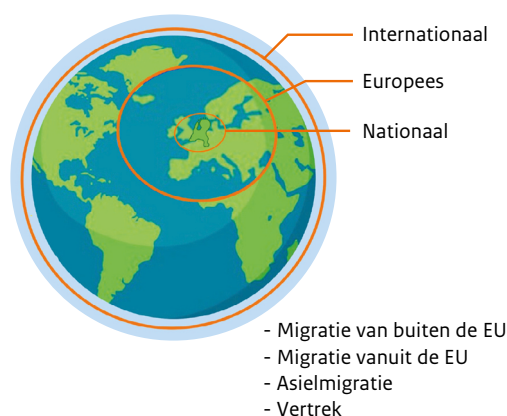 Internationaal
Europees
Nationaal
- Migratie van buiten de EU
- Migratie vanuit de EU
- Asielmigratie
- Vertrek